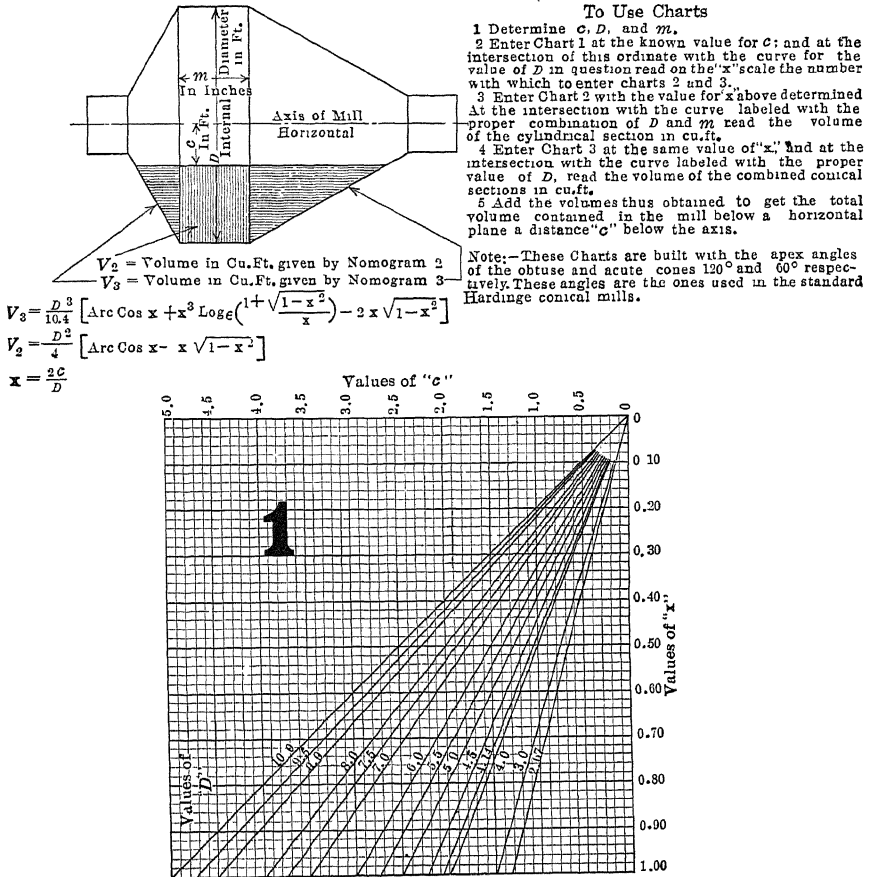 To Use Charts
1 Determine c, D, and m.
2 Enter Chart 1 at the known value for c; and at the
intersection of this ordinate with the curve for the
value of D in question read on the "x" scale the number
with which to enter charts 2 and 3.
3 Enter Chart 2 with the value for "x" above determined
At the intersection with the curve labeled with the
proper combination of D and m read the volume
of the cylindrical section in cu.ft.
4 Enter Chart 3 at the same value of "x," and at the
intersection with the curve labeled with the proper
value of D, read the volume of the combined conical
sections in cu.ft.
5 Add the volumes thus obtained to get the total
volume contained in the mill below a horizontal
plane a distance "c" below the axis.
Note:-These Charts are built with the apex angles
of the obtuse and acute cones 120° and 60° respec-
tively. These angles are the ones used in the standard
Hardinge conical mills.
m
In Inches
Internal Diameter
in Ft.
D
c
In Ft.
Axis of Mill
Horizontal
V2 = Volume in Cu.Ft. given by Nomogram 2
V3 = Volume in Cu.Ft. given by Nomogram 3
V3 = D³/10.4 [Arc Cos x + x³ Logε(1+√1-x²/x) - 2x√1-x²]
V2 = D²/4 [Arc Cos x - x√1-x²]
x = 2c/D
Values of "c"
5.0 4.5 4.0 3.5 3.0 2.5 2.0 1.5 1.0 0.5 0
0
0 10
0.20
0.30
0.40
0.50
0.60
0.70
0.80
0.90
1.00
Values of "x"
1
Values of
"D"
10.0 9.5 8.0 7.5 7.0 6.0 5.5 5.0 4.0 3.0